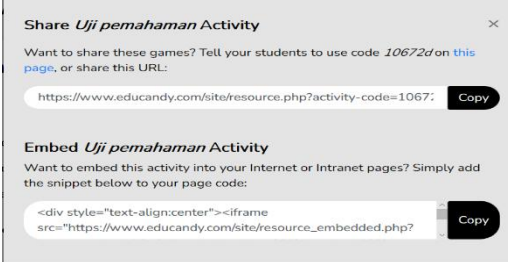 Share Uji pemahaman Activity
×
Want to share these games? Tell your students to use code 10672d on this
page, or share this URL:
https://www.educandy.com/site/resource.php?activity-code=1067
Copy
Embed Uji pemahaman Activity
Want to embed this activity into your Internet or Intranet pages? Simply add
the snippet below to your page code:
<div style="text-align:center"><iframe
src="https://www.educandy.com/site/resource_embedded.php?
Copy